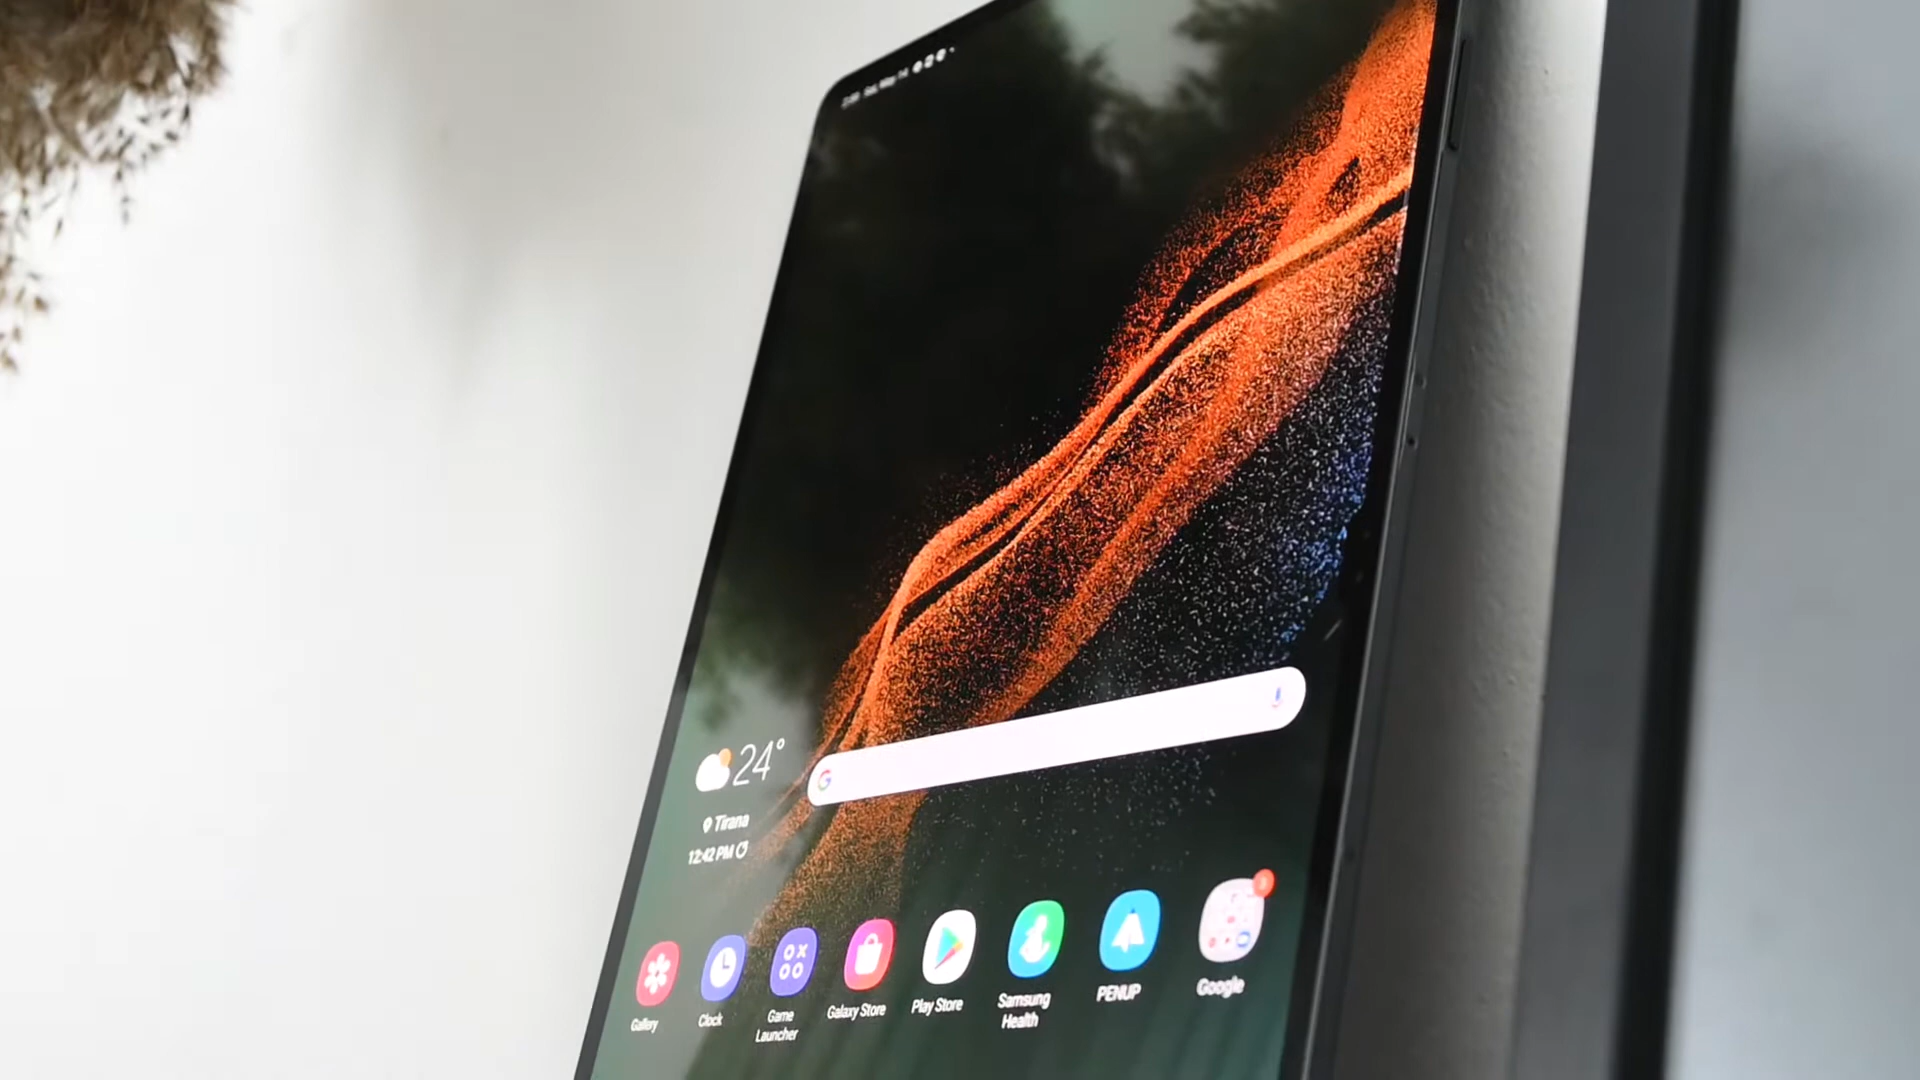 24°
Tirana
12:42 PM
Gallery
Clock
Game
Launcher
Galaxy Store
Play Store
Samsung
Health
PENUP
Google